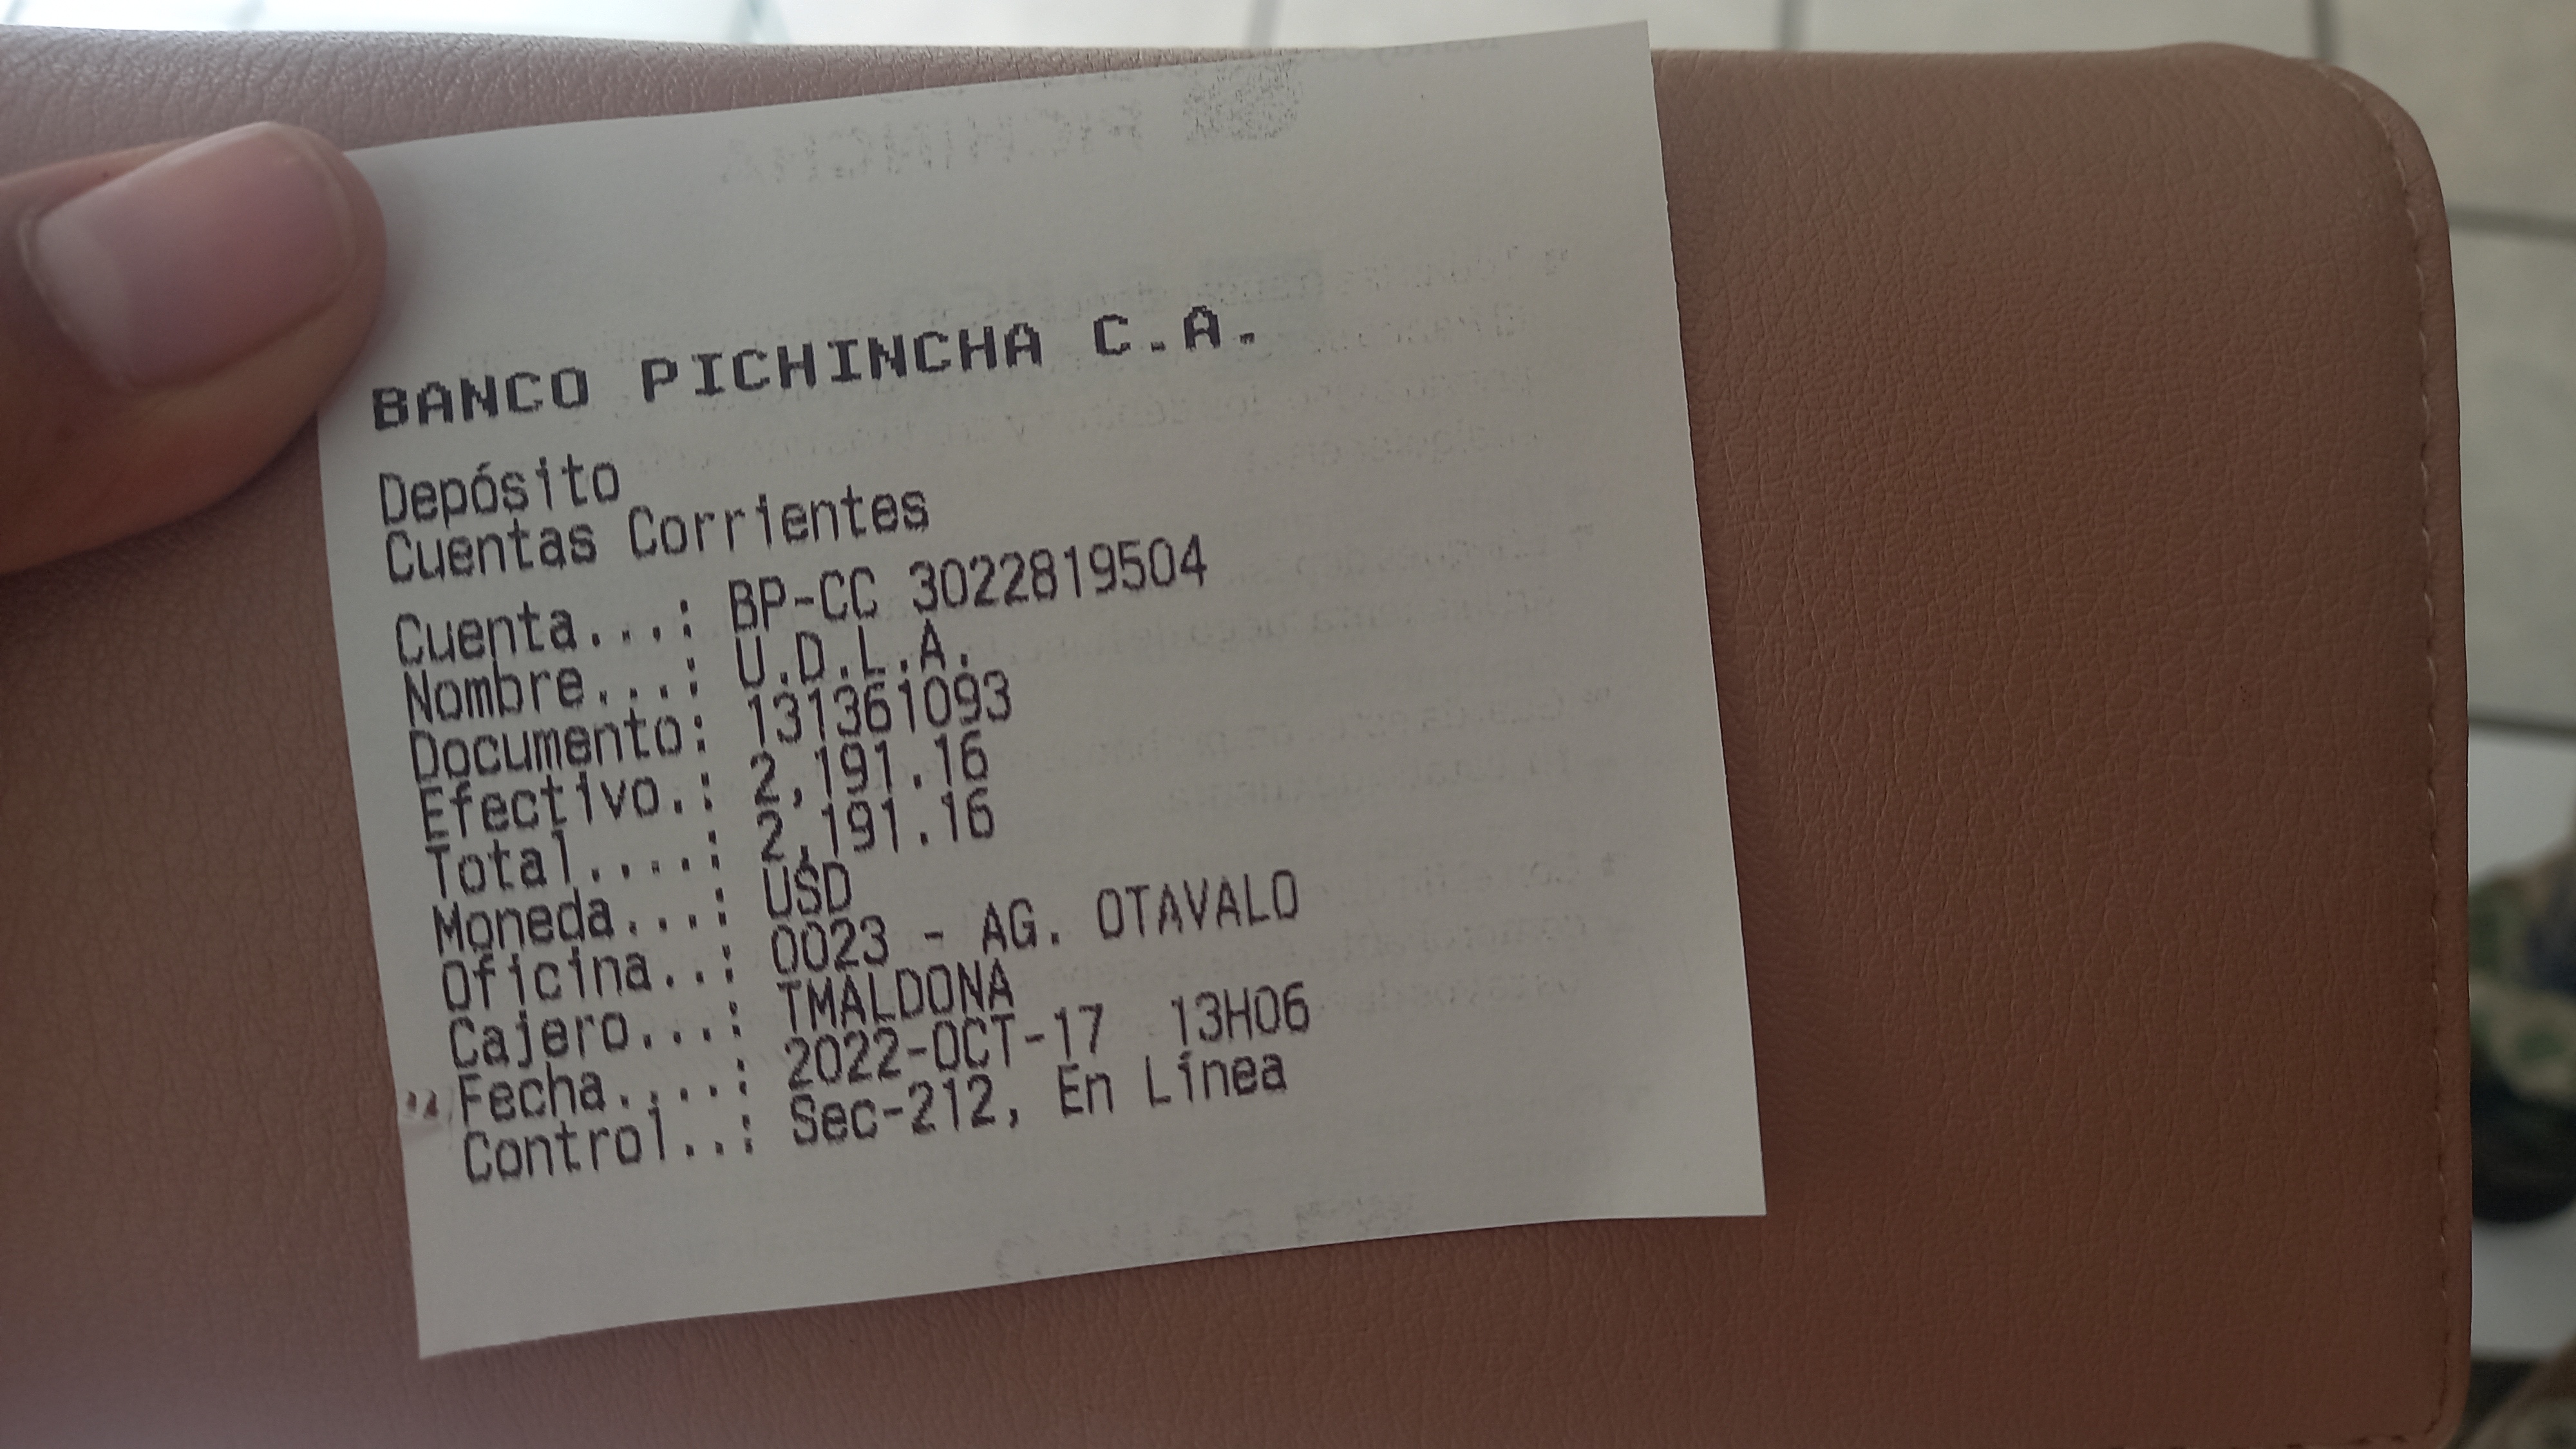 BANCO PICHINCHA C.A.
Depósito
Cuentas Corrientes
Cuenta...: BP-CC 3022819504
Nombre...: U.D.L.A.
Documento: 131361093
Efectivo.: 2,191.16
Total....: 2,191.16
Moneda...: USD
Oficina..: 0023 - AG. OTAVALO
Cajero...: TMALDONA
Fecha....: 2022-OCT-17 13H06
Control..: Sec-212, En Línea